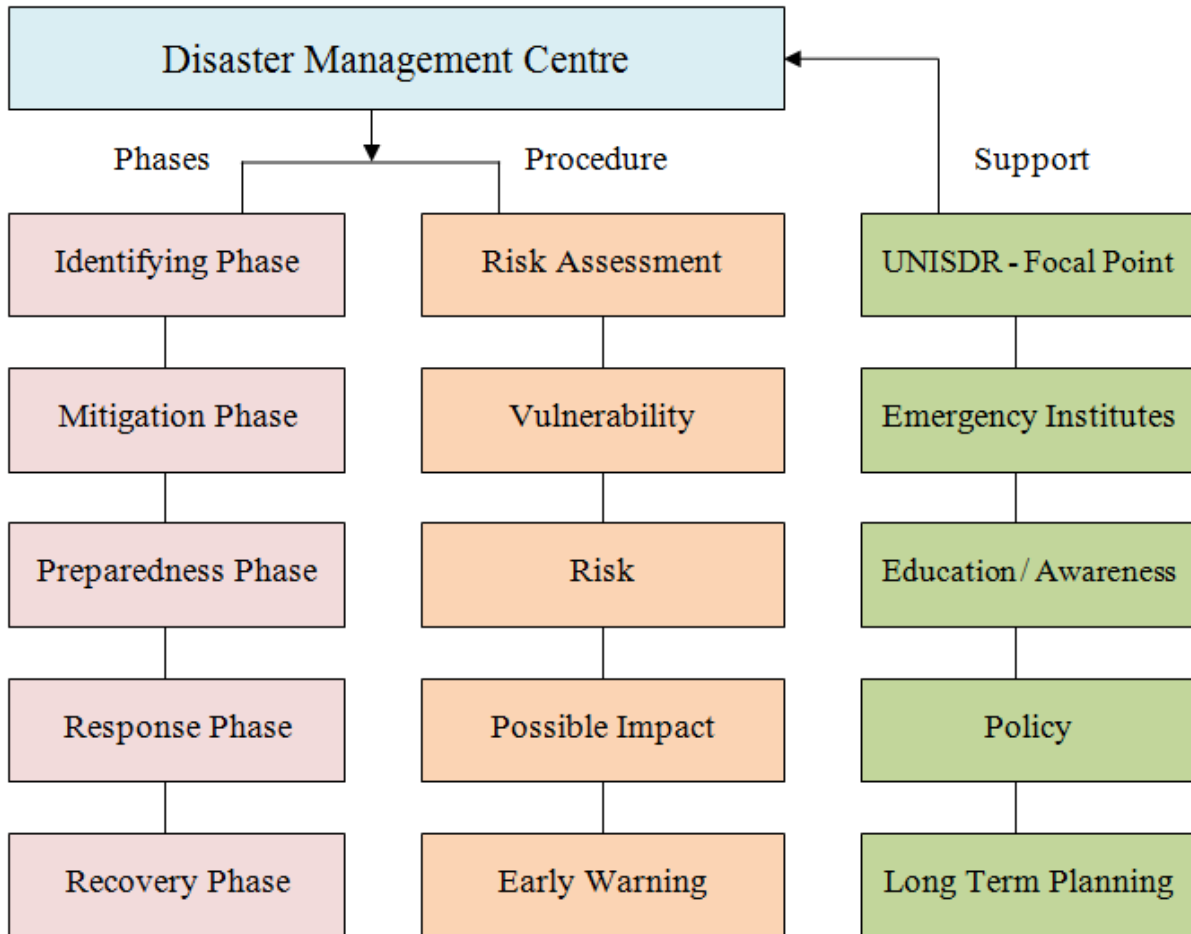 Disaster Management Centre
Phases
Procedure
Support
Identifying Phase
Risk Assessment
UNISDR - Focal Point
Mitigation Phase
Vulnerability
Emergency Institutes
Preparedness Phase
Risk
Education / Awareness
Response Phase
Possible Impact
Policy
Recovery Phase
Early Warning
Long Term Planning